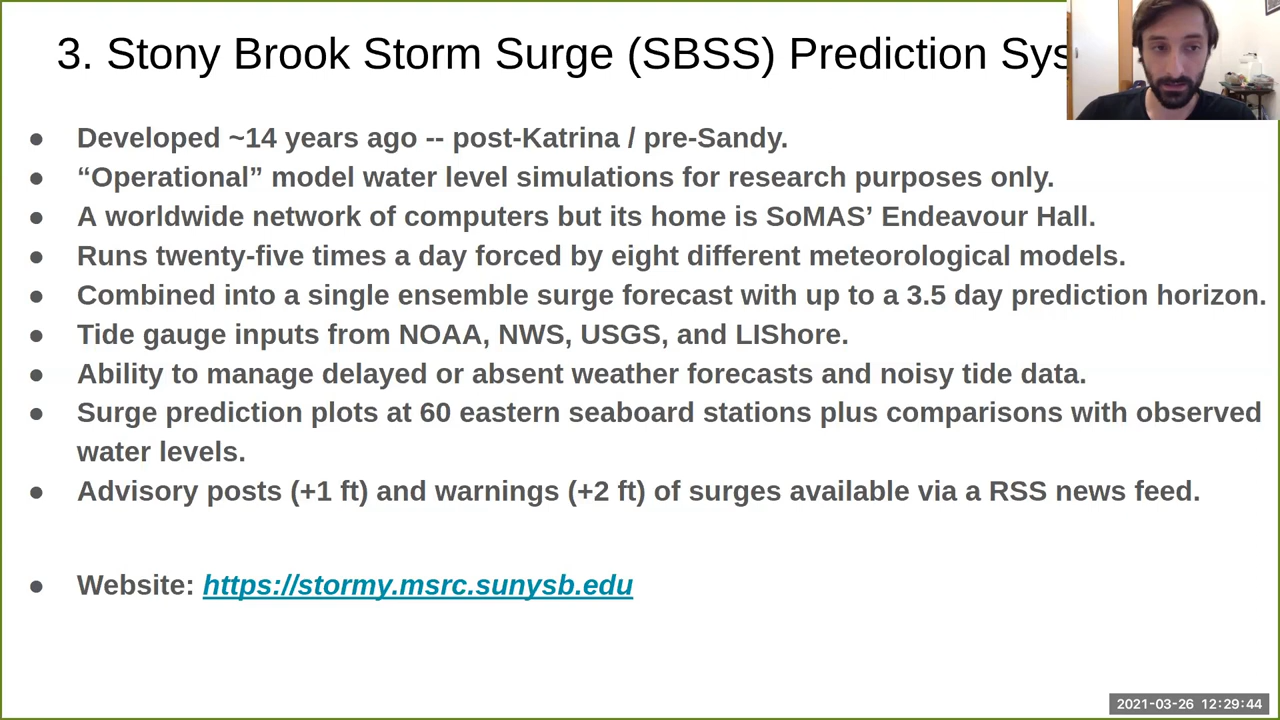 3. Stony Brook Storm Surge (SBSS) Prediction Sys
● Developed ~14 years ago -- post-Katrina / pre-Sandy.
● “Operational” model water level simulations for research purposes only.
● A worldwide network of computers but its home is SoMAS’ Endeavour Hall.
● Runs twenty-five times a day forced by eight different meteorological models.
● Combined into a single ensemble surge forecast with up to a 3.5 day prediction horizon.
● Tide gauge inputs from NOAA, NWS, USGS, and LIShore.
● Ability to manage delayed or absent weather forecasts and noisy tide data.
● Surge prediction plots at 60 eastern seaboard stations plus comparisons with observed
water levels.
● Advisory posts (+1 ft) and warnings (+2 ft) of surges available via a RSS news feed.
● Website: https://stormy.msrc.sunysb.edu
2021-03-26 12:29:44